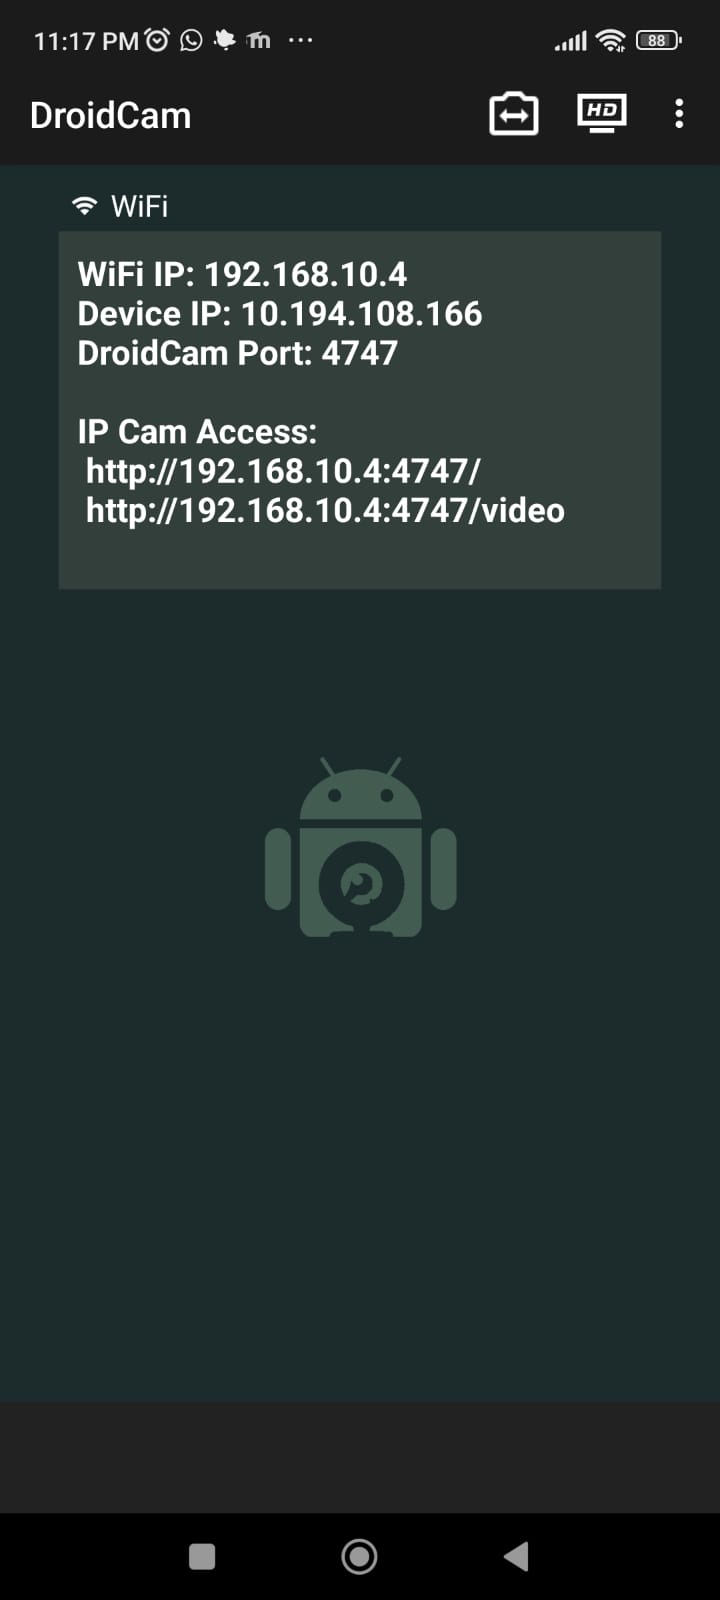 11:17 PM
88
DroidCam
HD
WiFi
WiFi IP: 192.168.10.4
Device IP: 10.194.108.166
DroidCam Port: 4747
IP Cam Access:
http://192.168.10.4:4747/
http://192.168.10.4:4747/video